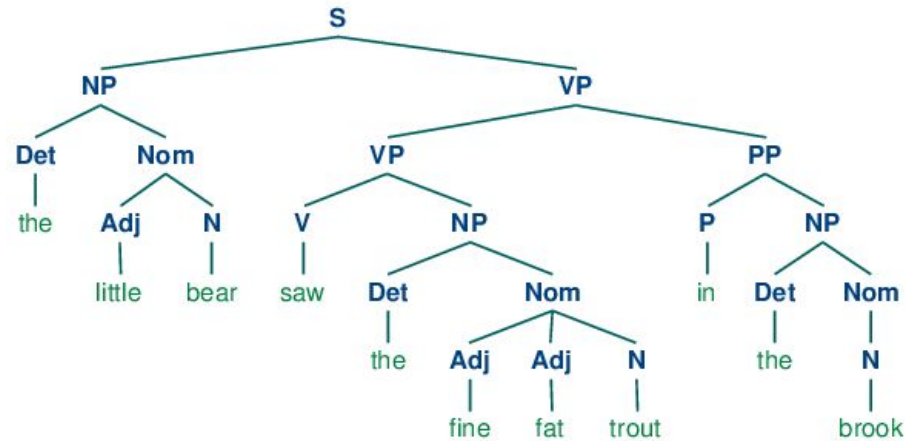 S
NP VP
Det Nom VP PP
the Adj N V NP P NP
little bear saw Det Nom in Det Nom
the Adj Adj N the N
fine fat trout brook